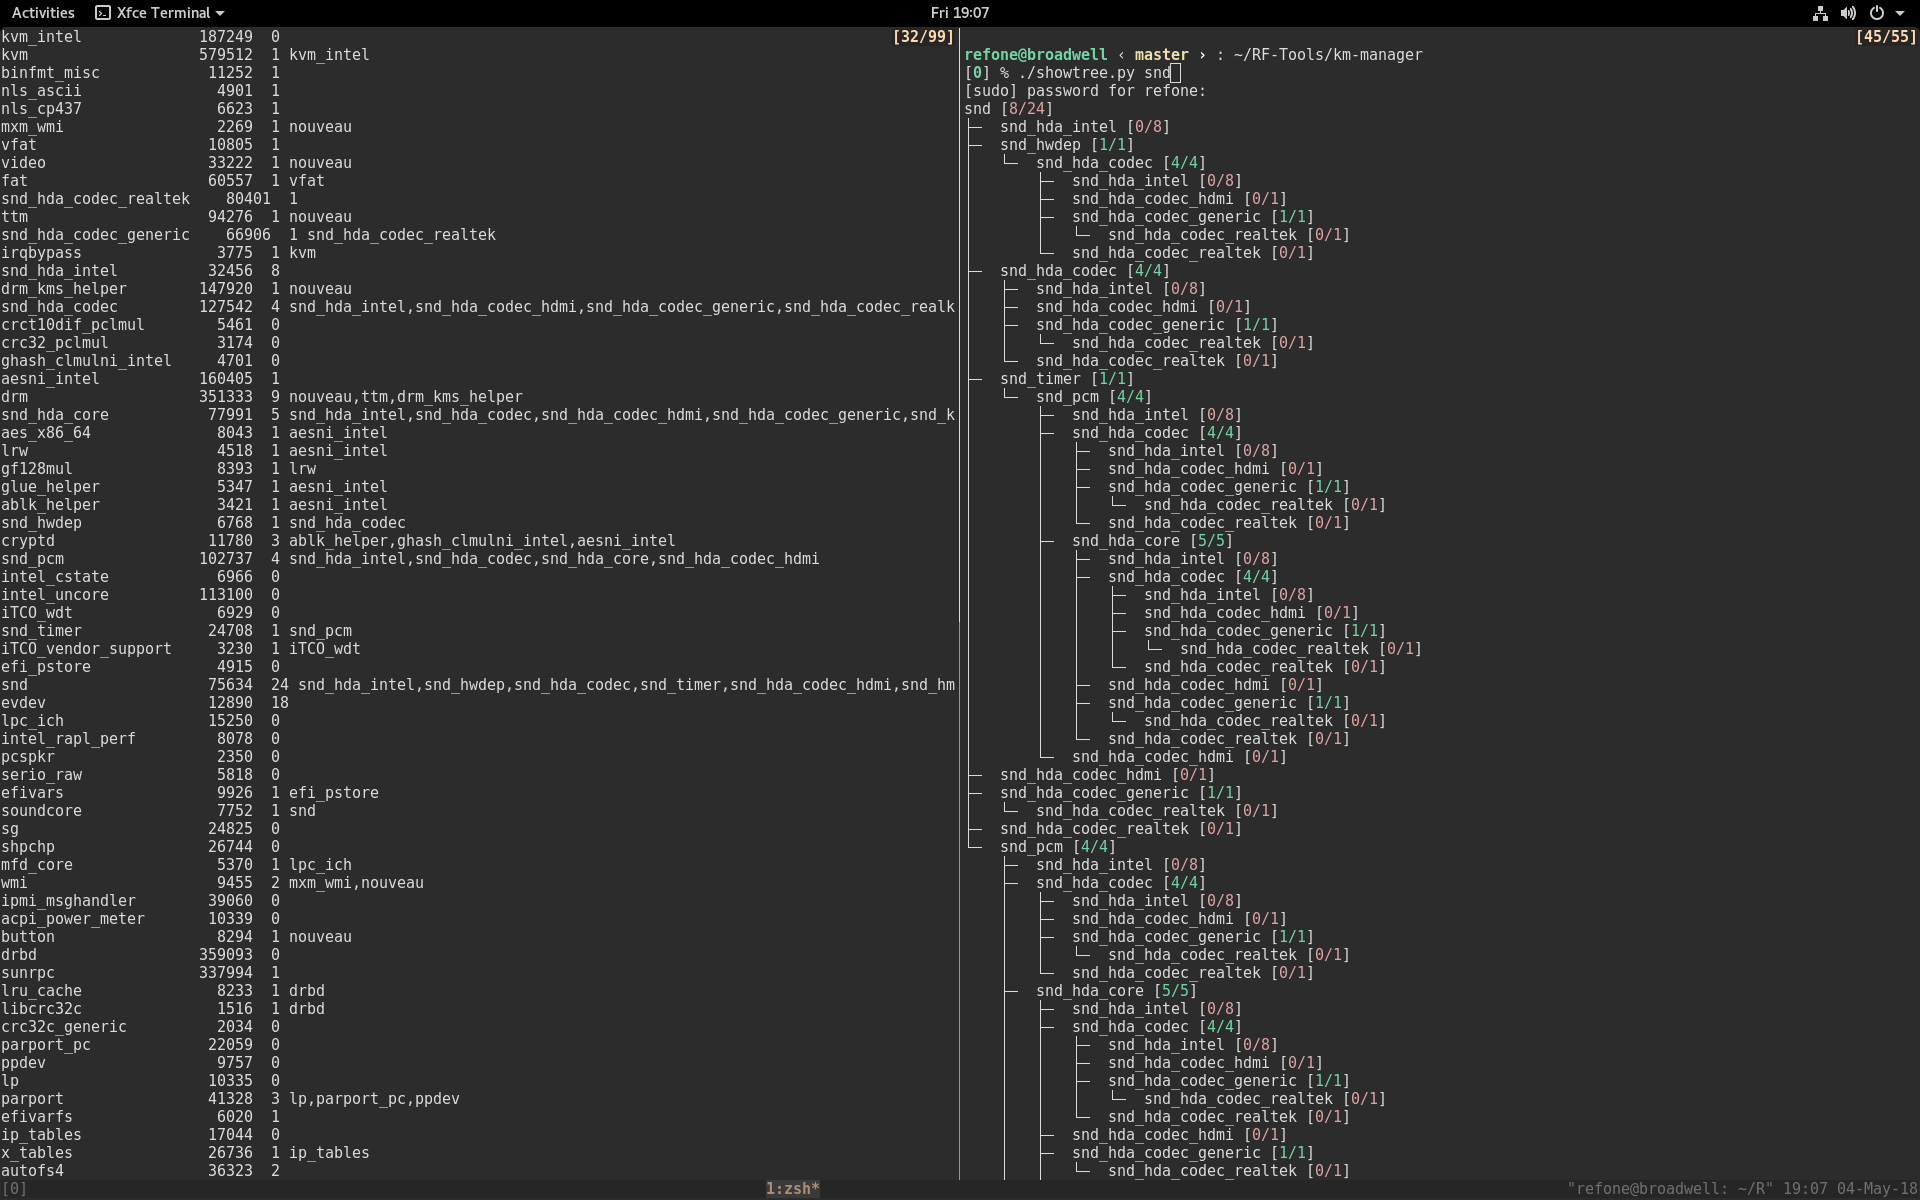 Activities Xfce Terminal Fri 19:07
kvm_intel 187249 0 [32/99]
kvm 579512 1 kvm_intel
binfmt_misc 11252 1
nls_ascii 4901 1
nls_cp437 6623 1
mxm_wmi 2269 1 nouveau
vfat 10805 1
video 33222 1 nouveau
fat 60557 1 vfat
snd_hda_codec_realtek 80401 1
ttm 94276 1 nouveau
snd_hda_codec_generic 66906 1 snd_hda_codec_realtek
irqbypass 3775 1 kvm
snd_hda_intel 32456 8
drm_kms_helper 147920 1 nouveau
snd_hda_codec 127542 4 snd_hda_intel,snd_hda_codec_hdmi,snd_hda_codec_generic,snd_hda_codec_realk
crct10dif_pclmul 5461 0
crc32_pclmul 3174 0
ghash_clmulni_intel 4701 0
aesni_intel 160405 1
drm 351333 9 nouveau,ttm,drm_kms_helper
snd_hda_core 77991 5 snd_hda_intel,snd_hda_codec,snd_hda_codec_hdmi,snd_hda_codec_generic,snd_k
aes_x86_64 8043 1 aesni_intel
lrw 4518 1 aesni_intel
gf128mul 8393 1 lrw
glue_helper 5347 1 aesni_intel
ablk_helper 3421 1 aesni_intel
snd_hwdep 6768 1 snd_hda_codec
cryptd 11780 3 ablk_helper,ghash_clmulni_intel,aesni_intel
snd_pcm 102737 4 snd_hda_intel,snd_hda_codec,snd_hda_core,snd_hda_codec_hdmi
intel_cstate 6966 0
intel_uncore 113100 0
iTCO_wdt 6929 0
snd_timer 24708 1 snd_pcm
iTCO_vendor_support 3230 1 iTCO_wdt
efi_pstore 4915 0
snd 75634 24 snd_hda_intel,snd_hwdep,snd_hda_codec,snd_timer,snd_hda_codec_hdmi,snd_hm
evdev 12890 18
lpc_ich 15250 0
intel_rapl_perf 8078 0
pcspkr 2350 0
serio_raw 5818 0
efivars 9926 1 efi_pstore
soundcore 7752 1 snd
sg 24825 0
shpchp 26744 0
mfd_core 5370 1 lpc_ich
wmi 9455 2 mxm_wmi,nouveau
ipmi_msghandler 39060 0
acpi_power_meter 10339 0
button 8294 1 nouveau
drbd 359093 0
sunrpc 337994 1
lru_cache 8233 1 drbd
libcrc32c 1516 1 drbd
crc32c_generic 2034 0
parport_pc 22059 0
ppdev 9757 0
lp 10335 0
parport 41328 3 lp,parport_pc,ppdev
efivarfs 6020 1
ip_tables 17044 0
x_tables 26736 1 ip_tables
autofs4 36323 2
[45/55]
refone@broadwell ‹ master › : ~/RF-Tools/km-manager
[0] % ./showtree.py snd
[sudo] password for refone:
snd [8/24]
├─ snd_hda_intel [0/8]
├─ snd_hwdep [1/1]
│  └─ snd_hda_codec [4/4]
│     ├─ snd_hda_intel [0/8]
│     ├─ snd_hda_codec_hdmi [0/1]
│     ├─ snd_hda_codec_generic [1/1]
│     │  └─ snd_hda_codec_realtek [0/1]
│     └─ snd_hda_codec_realtek [0/1]
├─ snd_hda_codec [4/4]
│  ├─ snd_hda_intel [0/8]
│  ├─ snd_hda_codec_hdmi [0/1]
│  ├─ snd_hda_codec_generic [1/1]
│  │  └─ snd_hda_codec_realtek [0/1]
│  └─ snd_hda_codec_realtek [0/1]
├─ snd_timer [1/1]
│  └─ snd_pcm [4/4]
│     ├─ snd_hda_intel [0/8]
│     ├─ snd_hda_codec [4/4]
│     │  ├─ snd_hda_intel [0/8]
│     │  ├─ snd_hda_codec_hdmi [0/1]
│     │  ├─ snd_hda_codec_generic [1/1]
│     │  │  └─ snd_hda_codec_realtek [0/1]
│     │  └─ snd_hda_codec_realtek [0/1]
│     ├─ snd_hda_core [5/5]
│     │  ├─ snd_hda_intel [0/8]
│     │  ├─ snd_hda_codec [4/4]
│     │  │  ├─ snd_hda_intel [0/8]
│     │  │  ├─ snd_hda_codec_hdmi [0/1]
│     │  │  ├─ snd_hda_codec_generic [1/1]
│     │  │  │  └─ snd_hda_codec_realtek [0/1]
│     │  │  └─ snd_hda_codec_realtek [0/1]
│     │  ├─ snd_hda_codec_hdmi [0/1]
│     │  ├─ snd_hda_codec_generic [1/1]
│     │  │  └─ snd_hda_codec_realtek [0/1]
│     │  └─ snd_hda_codec_realtek [0/1]
│     └─ snd_hda_codec_hdmi [0/1]
├─ snd_hda_codec_hdmi [0/1]
├─ snd_hda_codec_generic [1/1]
│  └─ snd_hda_codec_realtek [0/1]
├─ snd_hda_codec_realtek [0/1]
└─ snd_pcm [4/4]
   ├─ snd_hda_intel [0/8]
   ├─ snd_hda_codec [4/4]
   │  ├─ snd_hda_intel [0/8]
   │  ├─ snd_hda_codec_hdmi [0/1]
   │  ├─ snd_hda_codec_generic [1/1]
   │  │  └─ snd_hda_codec_realtek [0/1]
   │  └─ snd_hda_codec_realtek [0/1]
   ├─ snd_hda_core [5/5]
   │  ├─ snd_hda_intel [0/8]
   │  ├─ snd_hda_codec [4/4]
   │  │  ├─ snd_hda_intel [0/8]
   │  │  ├─ snd_hda_codec_hdmi [0/1]
   │  │  ├─ snd_hda_codec_generic [1/1]
   │  │  │  └─ snd_hda_codec_realtek [0/1]
   │  │  └─ snd_hda_codec_realtek [0/1]
   │  ├─ snd_hda_codec_hdmi [0/1]
   │  ├─ snd_hda_codec_generic [1/1]
   │  │  └─ snd_hda_codec_realtek [0/1]
[0] 1:zsh* "refone@broadwell: ~/R" 19:07 04-May-18